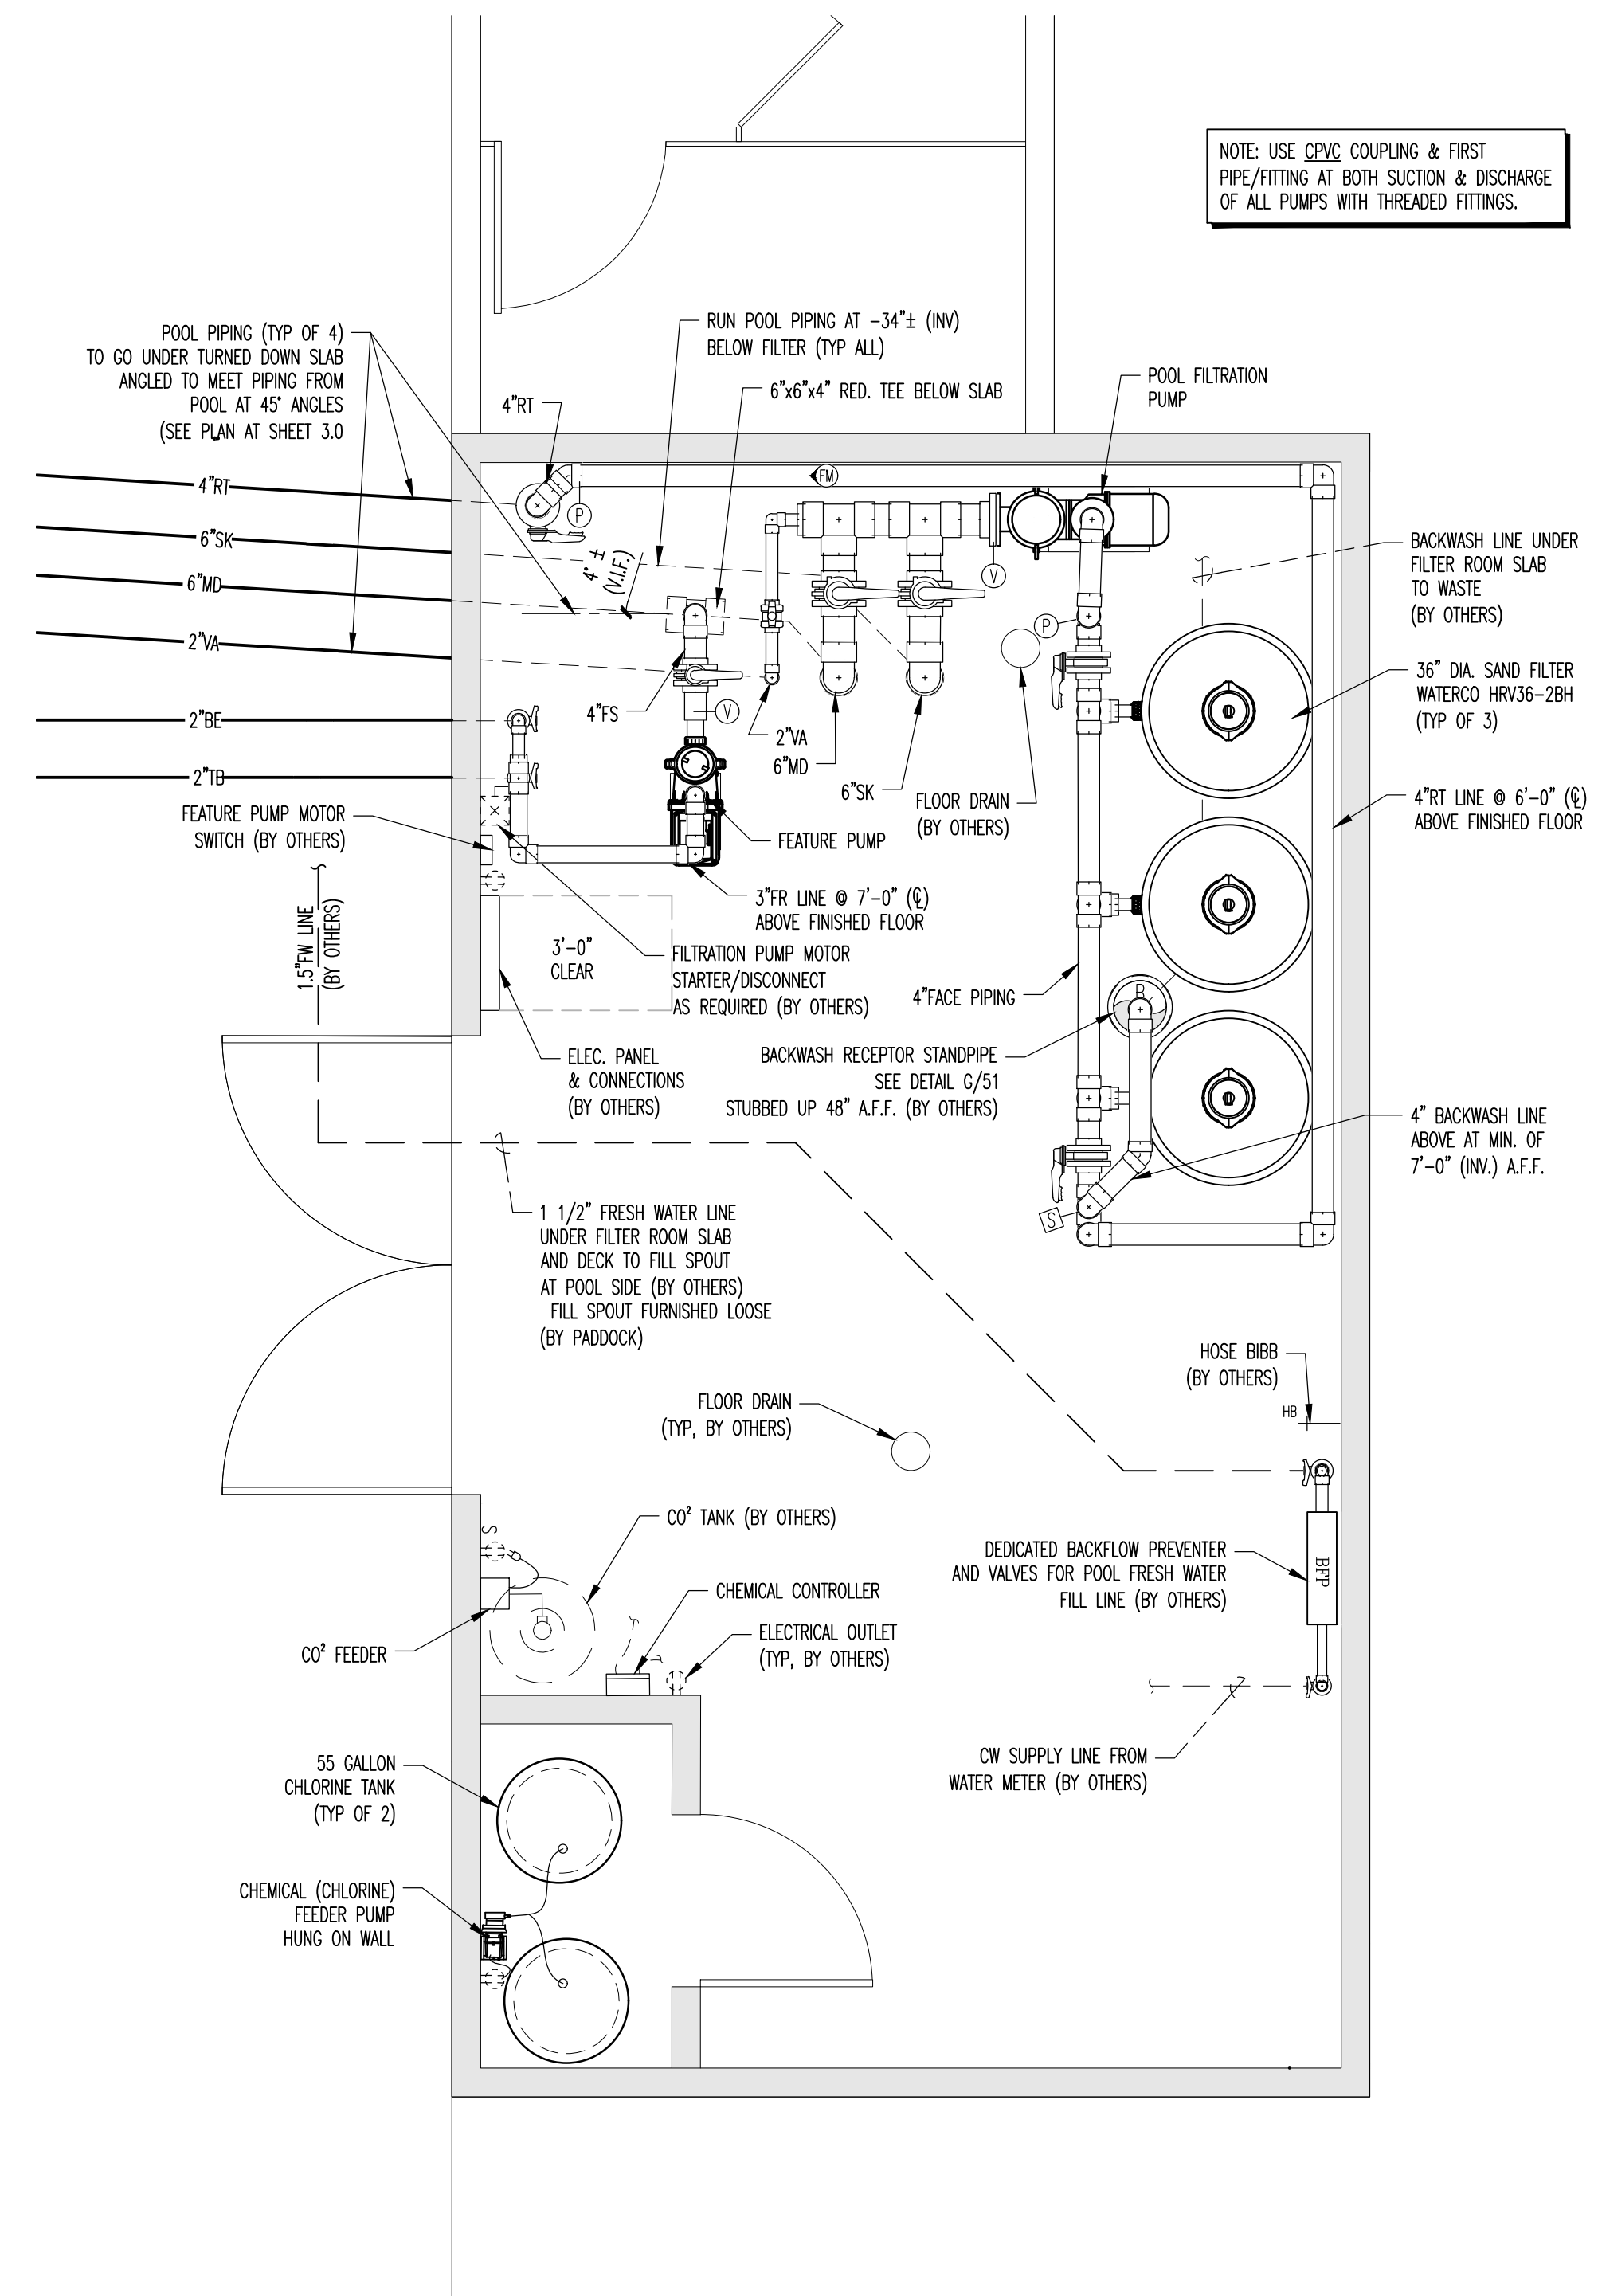 NOTE: USE CPVC COUPLING & FIRST
PIPE/FITTING AT BOTH SUCTION & DISCHARGE
OF ALL PUMPS WITH THREADED FITTINGS.
POOL PIPING (TYP OF 4)
TO GO UNDER TURNED DOWN SLAB
ANGLED TO MEET PIPING FROM
POOL AT 45° ANGLES
(SEE PLAN AT SHEET 3.0
RUN POOL PIPING AT -34"± (INV)
BELOW FILTER (TYP ALL)
6"x6"x4" RED. TEE BELOW SLAB
4"RT
POOL FILTRATION
PUMP
FM
4"RT
P
6"SK
6"MD
2"VA
2"BE
2"TB
4° ±
(V.I.F.)
V
P
BACKWASH LINE UNDER
FILTER ROOM SLAB
TO WASTE
(BY OTHERS)
36" DIA. SAND FILTER
WATERCO HRV36-2BH
(TYP OF 3)
4"FS
V
2"VA
6"MD
6"SK
FLOOR DRAIN
(BY OTHERS)
4"RT LINE @ 6'-0" (℄)
ABOVE FINISHED FLOOR
FEATURE PUMP MOTOR
SWITCH (BY OTHERS)
FEATURE PUMP
3"FR LINE @ 7'-0" (℄)
ABOVE FINISHED FLOOR
1.5"FW LINE
(BY OTHERS)
3'-0"
CLEAR
FILTRATION PUMP MOTOR
STARTER/DISCONNECT
AS REQUIRED (BY OTHERS)
4"FACE PIPING
R
BACKWASH RECEPTOR STANDPIPE
SEE DETAIL G/51
STUBBED UP 48" A.F.F. (BY OTHERS)
ELEC. PANEL
& CONNECTIONS
(BY OTHERS)
4" BACKWASH LINE
ABOVE AT MIN. OF
7'-0" (INV.) A.F.F.
S
1 1/2" FRESH WATER LINE
UNDER FILTER ROOM SLAB
AND DECK TO FILL SPOUT
AT POOL SIDE (BY OTHERS)
FILL SPOUT FURNISHED LOOSE
(BY PADDOCK)
HOSE BIBB
(BY OTHERS)
HB
FLOOR DRAIN
(TYP, BY OTHERS)
CO² TANK (BY OTHERS)
DEDICATED BACKFLOW PREVENTER
AND VALVES FOR POOL FRESH WATER
FILL LINE (BY OTHERS)
BFP
CHEMICAL CONTROLLER
ELECTRICAL OUTLET
(TYP, BY OTHERS)
CO² FEEDER
CW SUPPLY LINE FROM
WATER METER (BY OTHERS)
55 GALLON
CHLORINE TANK
(TYP OF 2)
CHEMICAL (CHLORINE)
FEEDER PUMP
HUNG ON WALL